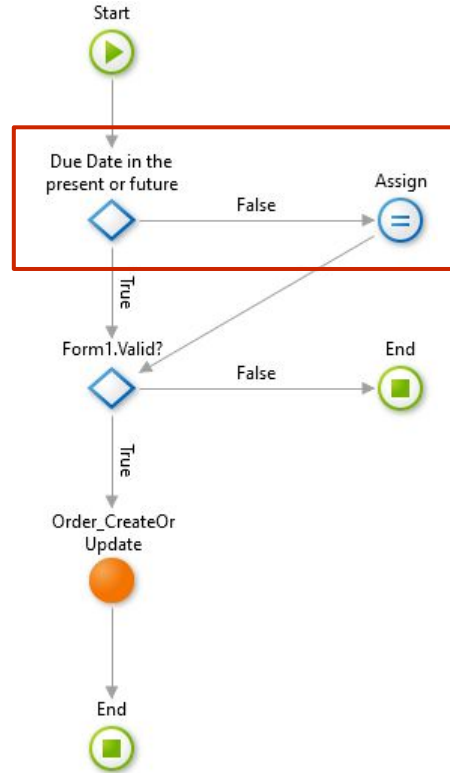 Start
Due Date in the
present or future
False
Assign
True
Form1.Valid?
False
End
True
Order_CreateOr
Update
End